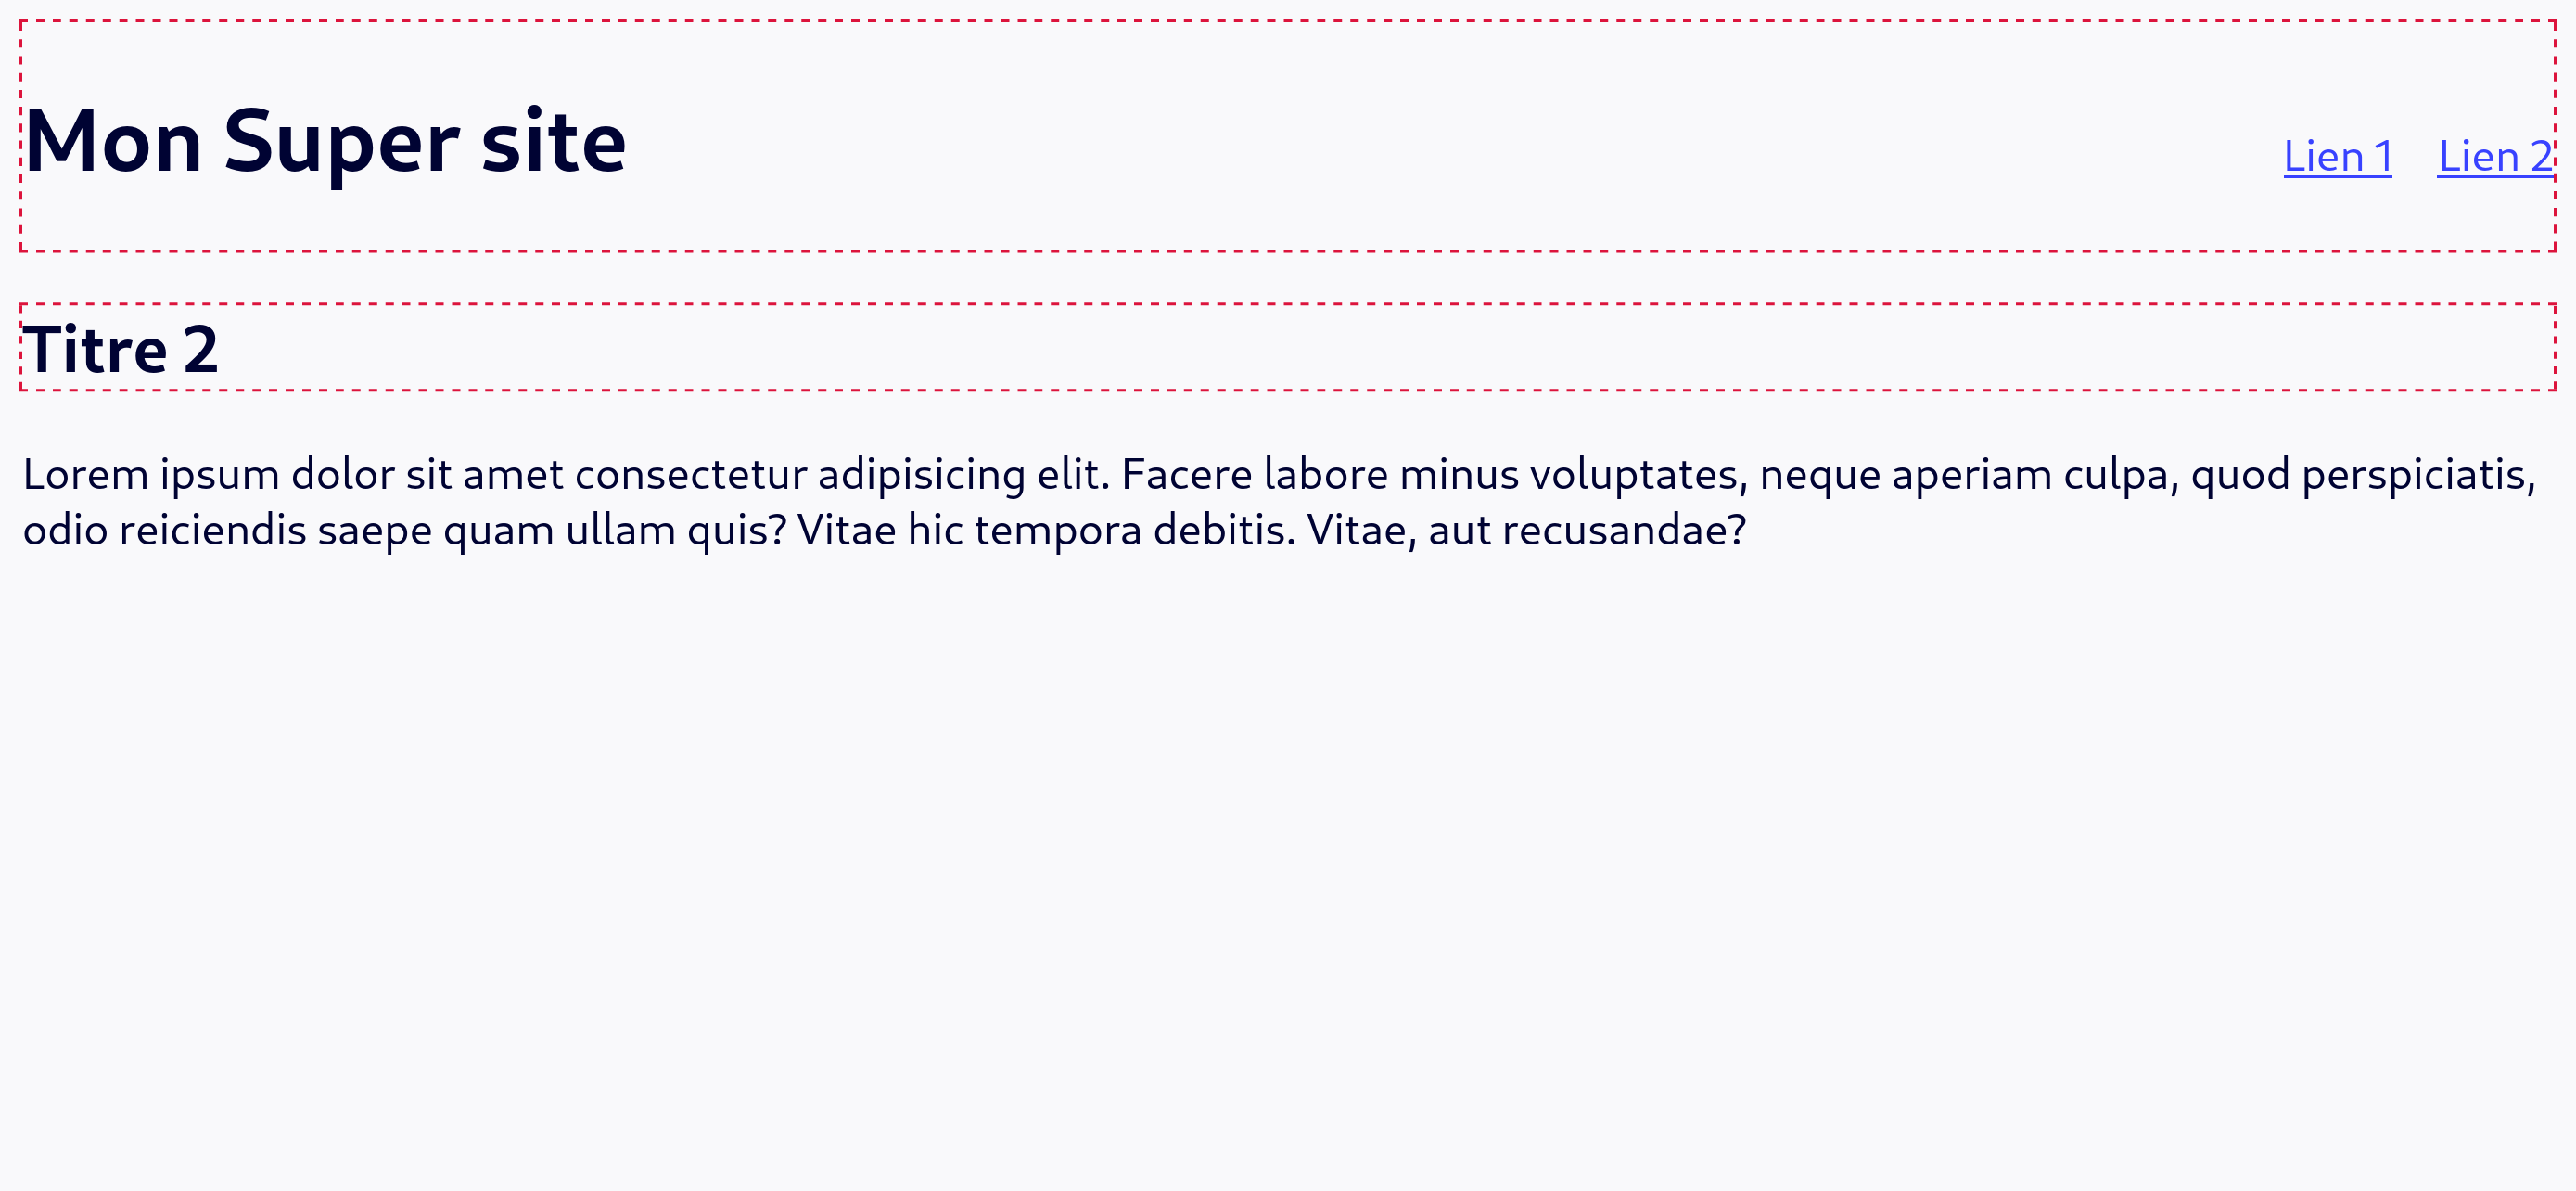 Mon Super site
Lien 1 Lien 2
Titre 2
Lorem ipsum dolor sit amet consectetur adipisicing elit. Facere labore minus voluptates, neque aperiam culpa, quod perspiciatis,
odio reiciendis saepe quam ullam quis? Vitae hic tempora debitis. Vitae, aut recusandae?